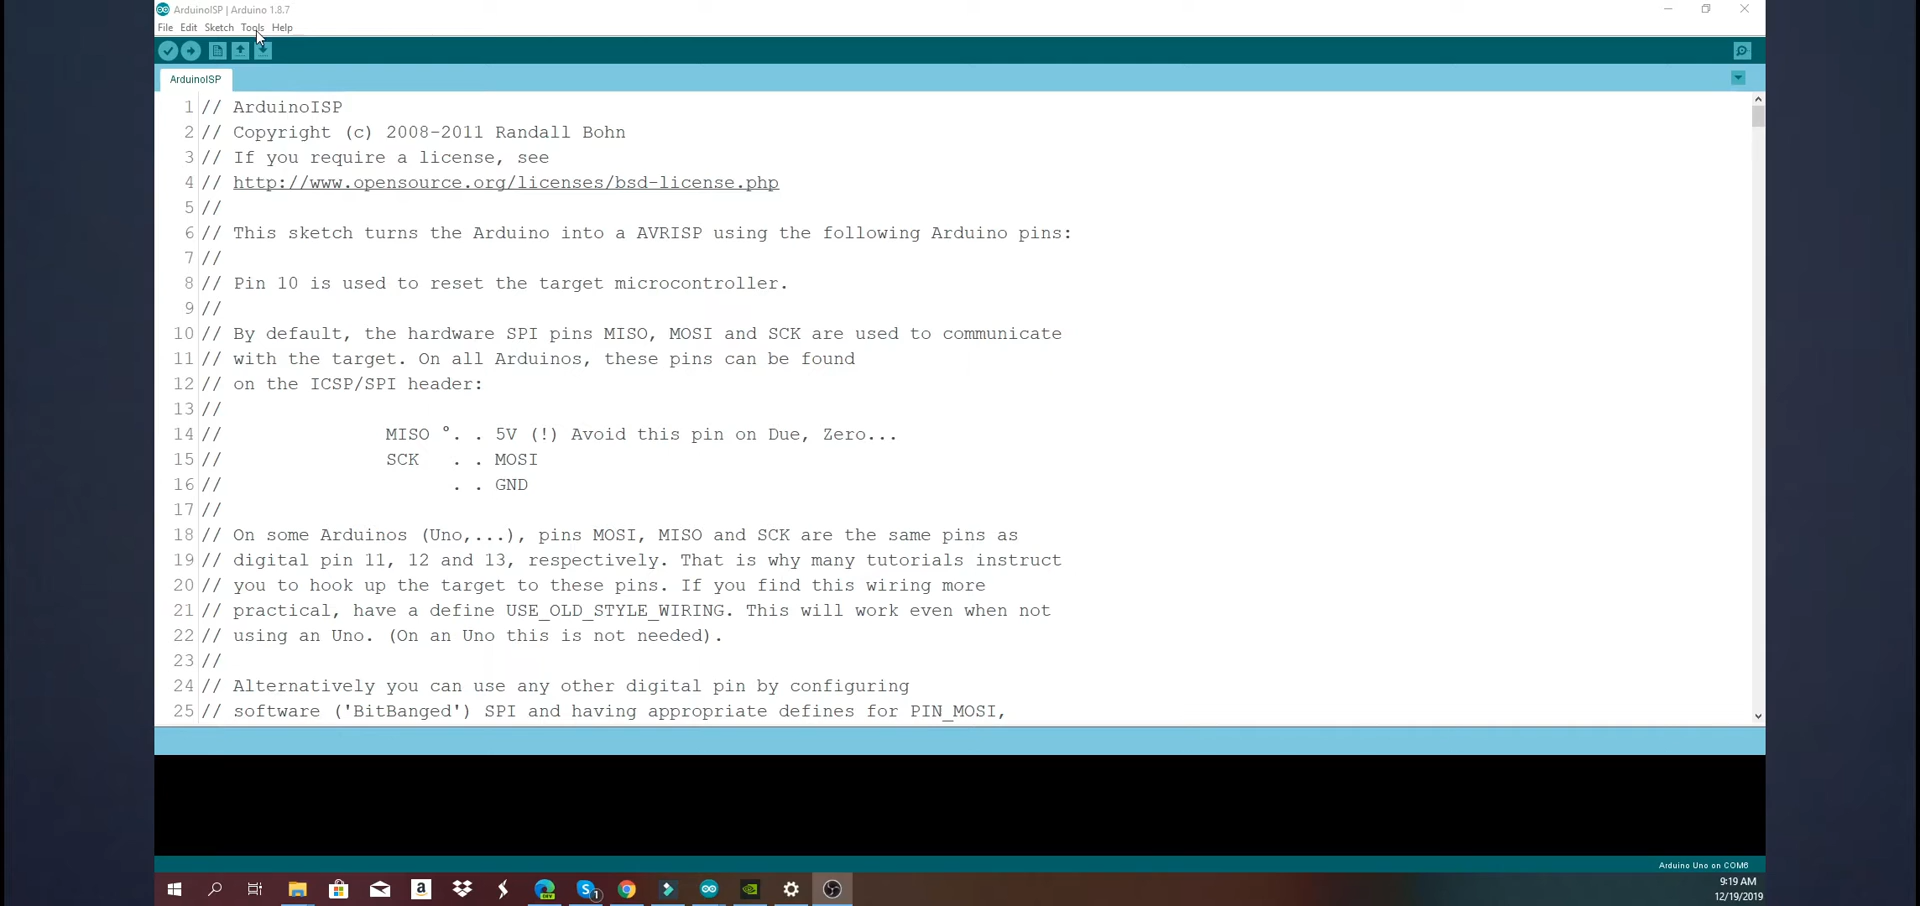 ArduinoISP | Arduino 1.8.7
File Edit Sketch Tools Help
ArduinoISP
1 // ArduinoISP
2 // Copyright (c) 2008-2011 Randall Bohn
3 // If you require a license, see
4 // http://www.opensource.org/licenses/bsd-license.php
5 //
6 // This sketch turns the Arduino into a AVRISP using the following Arduino pins:
7 //
8 // Pin 10 is used to reset the target microcontroller.
9 //
10 // By default, the hardware SPI pins MISO, MOSI and SCK are used to communicate
11 // with the target. On all Arduinos, these pins can be found
12 // on the ICSP/SPI header:
13 //
14 // MISO °. . 5V (!) Avoid this pin on Due, Zero...
15 // SCK . . MOSI
16 // . . GND
17 //
18 // On some Arduinos (Uno,...), pins MOSI, MISO and SCK are the same pins as
19 // digital pin 11, 12 and 13, respectively. That is why many tutorials instruct
20 // you to hook up the target to these pins. If you find this wiring more
21 // practical, have a define USE_OLD_STYLE_WIRING. This will work even when not
22 // using an Uno. (On an Uno this is not needed).
23 //
24 // Alternatively you can use any other digital pin by configuring
25 // software ('BitBanged') SPI and having appropriate defines for PIN_MOSI,
Arduino Uno on COM6
9:19 AM
12/19/2019